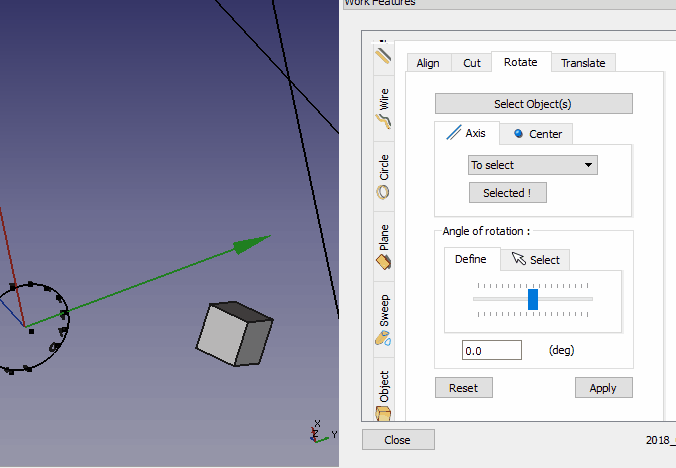 Work Features
Align Cut Rotate Translate
Wire
Circle
Plane
Sweep
Object
Select Object(s)
Axis Center
To select
Selected !
Angle of rotation :
Define Select
0.0 (deg)
Reset Apply
Close 2018_
X
Z Y